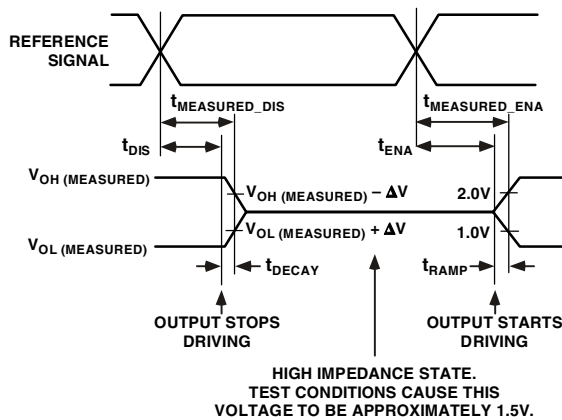 REFERENCE
SIGNAL
tMEASURED_DIS
tMEASURED_ENA
tDIS
tENA
VOH (MEASURED)
VOH (MEASURED) – ΔV
2.0V
VOL (MEASURED) + ΔV
1.0V
VOL (MEASURED)
tDECAY
tRAMP
OUTPUT STOPS
DRIVING
OUTPUT STARTS
DRIVING
HIGH IMPEDANCE STATE.
TEST CONDITIONS CAUSE THIS
VOLTAGE TO BE APPROXIMATELY 1.5V.